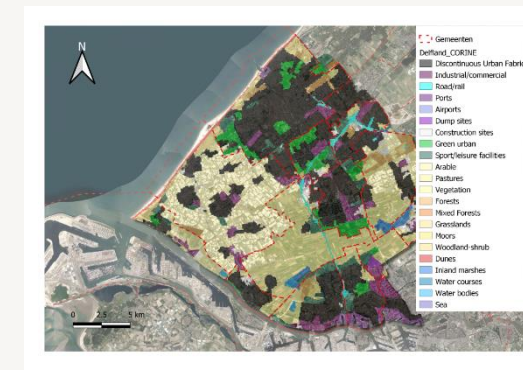 N
Gemeenten
Delfland_CORINE
Discontinuous Urban Fabric
Industrial/commercial
Road/rail
Ports
Airports
Dump sites
Construction sites
Green urban
Sport/leisure facilities
Arable
Pastures
Vegetation
Forests
Mixed Forests
Grasslands
Moors
Woodland-shrub
Dunes
Inland marshes
Water courses
Water bodies
Sea
0 2.5 5 km